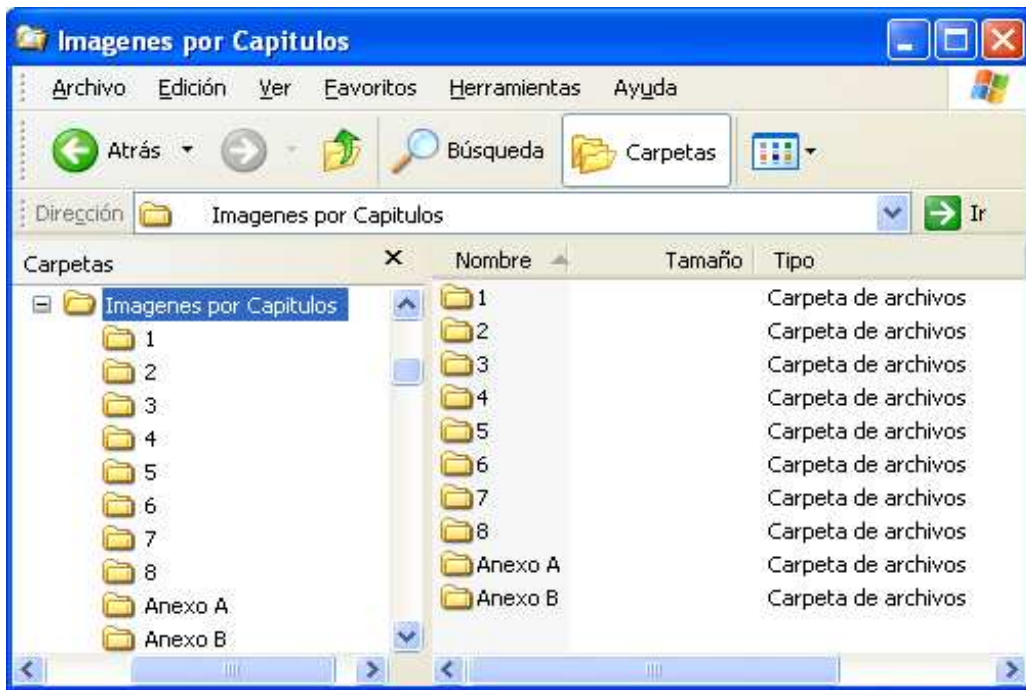 Imagenes por Capitulos
Archivo Edición Ver Favoritos Herramientas Ayuda
Atrás Búsqueda Carpetas
Dirección Imagenes por Capitulos Ir
Carpetas
Imagenes por Capitulos
1
2
3
4
5
6
7
8
Anexo A
Anexo B
Nombre Tamaño Tipo
1 Carpeta de archivos
2 Carpeta de archivos
3 Carpeta de archivos
4 Carpeta de archivos
5 Carpeta de archivos
6 Carpeta de archivos
7 Carpeta de archivos
8 Carpeta de archivos
Anexo A Carpeta de archivos
Anexo B Carpeta de archivos